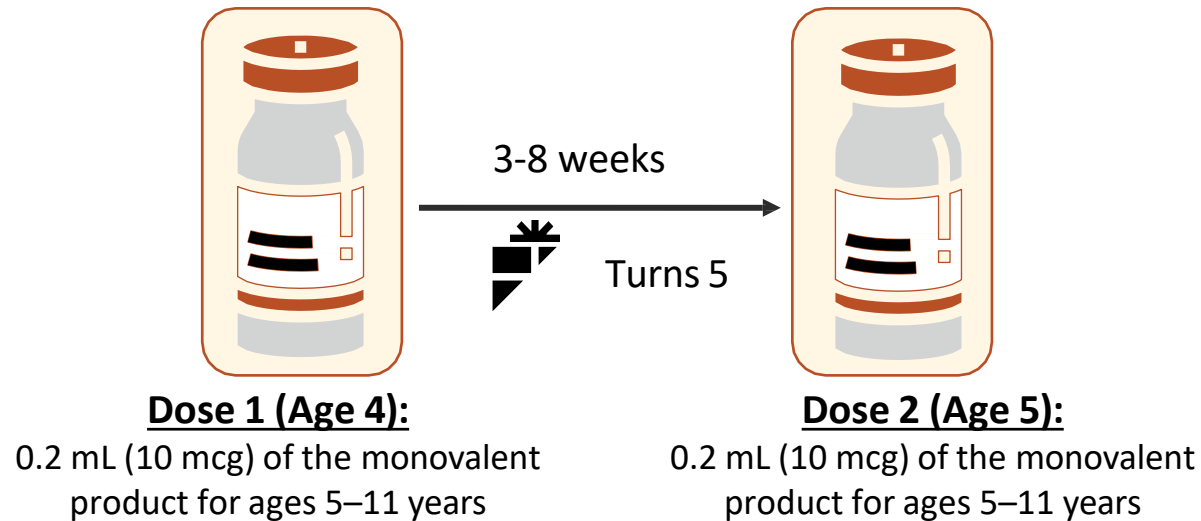 3-8 weeks
Turns 5
Dose 1 (Age 4):
0.2 mL (10 mcg) of the monovalent
product for ages 5–11 years
Dose 2 (Age 5):
0.2 mL (10 mcg) of the monovalent
product for ages 5–11 years